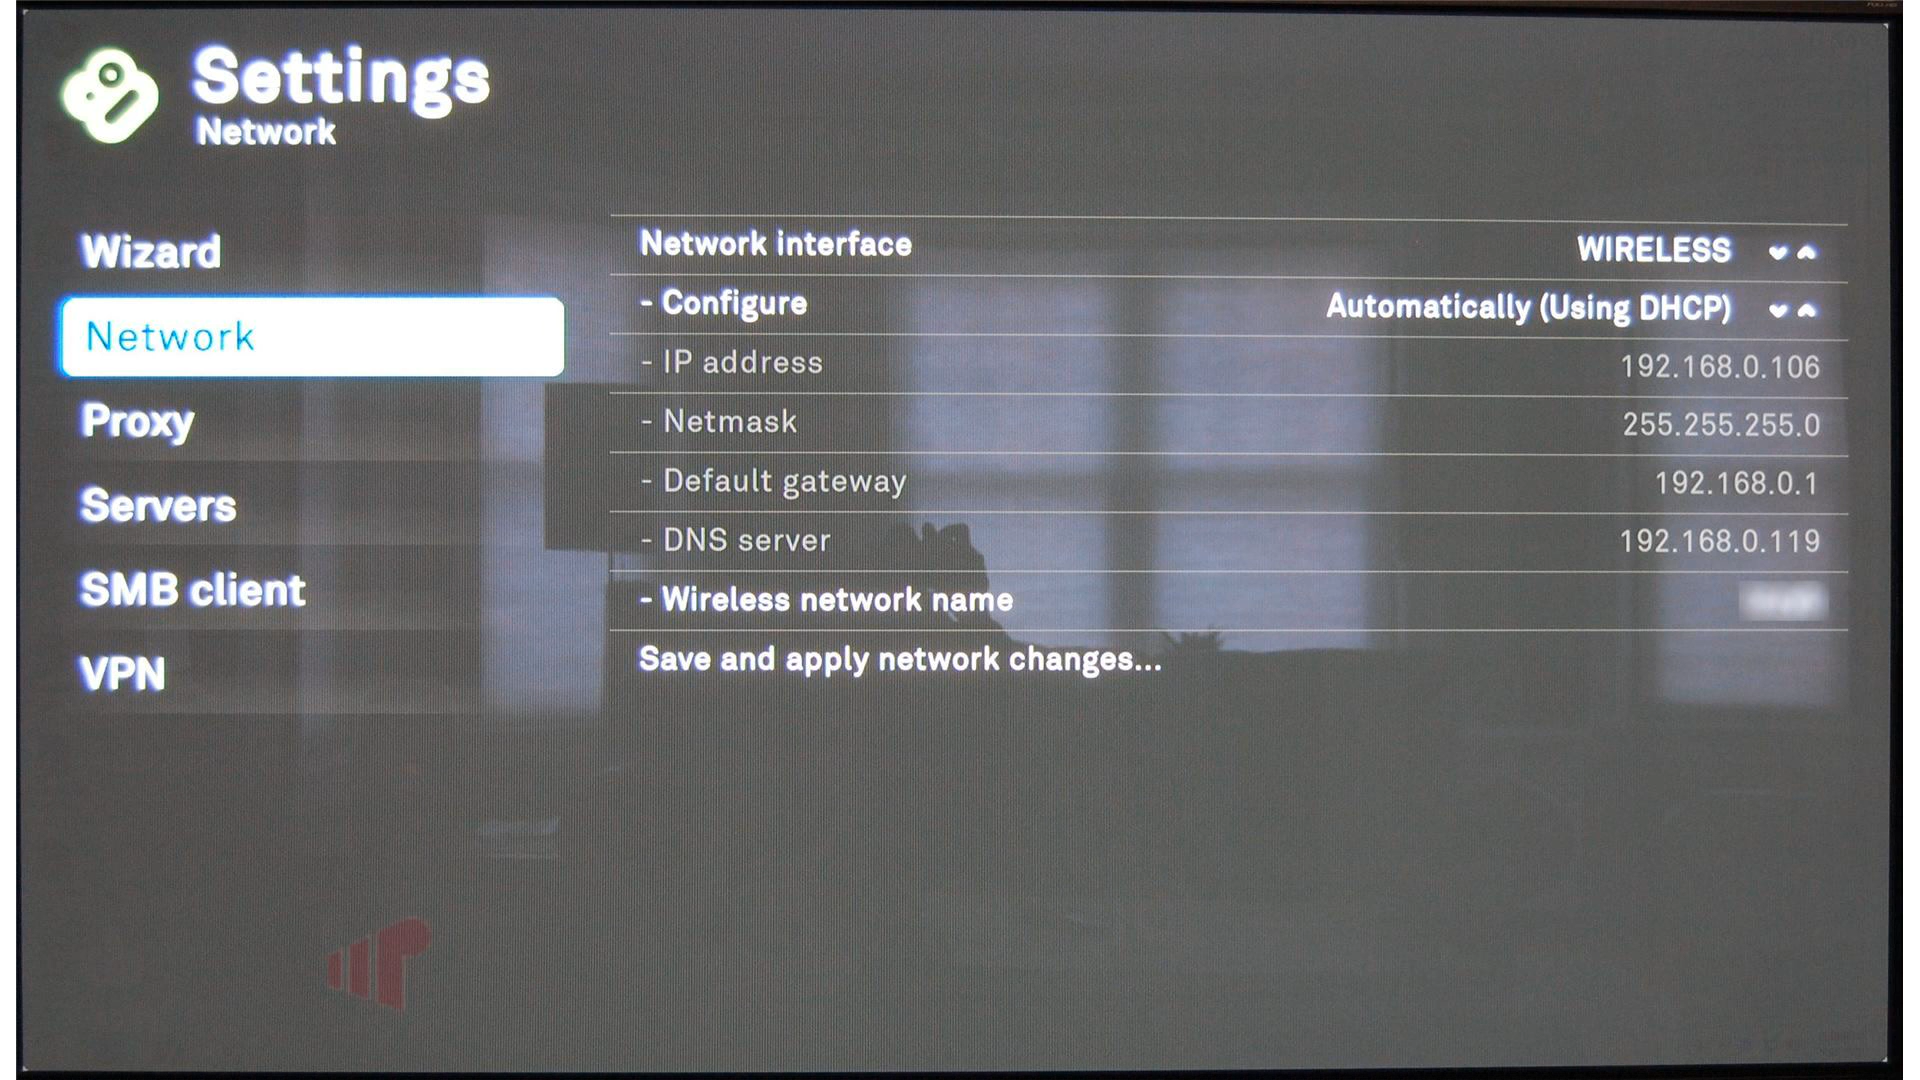 Settings
Network
Wizard
Network
Proxy
Servers
SMB client
VPN
Network interface WIRELESS
- Configure Automatically (Using DHCP)
- IP address 192.168.0.106
- Netmask 255.255.255.0
- Default gateway 192.168.0.1
- DNS server 192.168.0.119
- Wireless network name
Save and apply network changes...